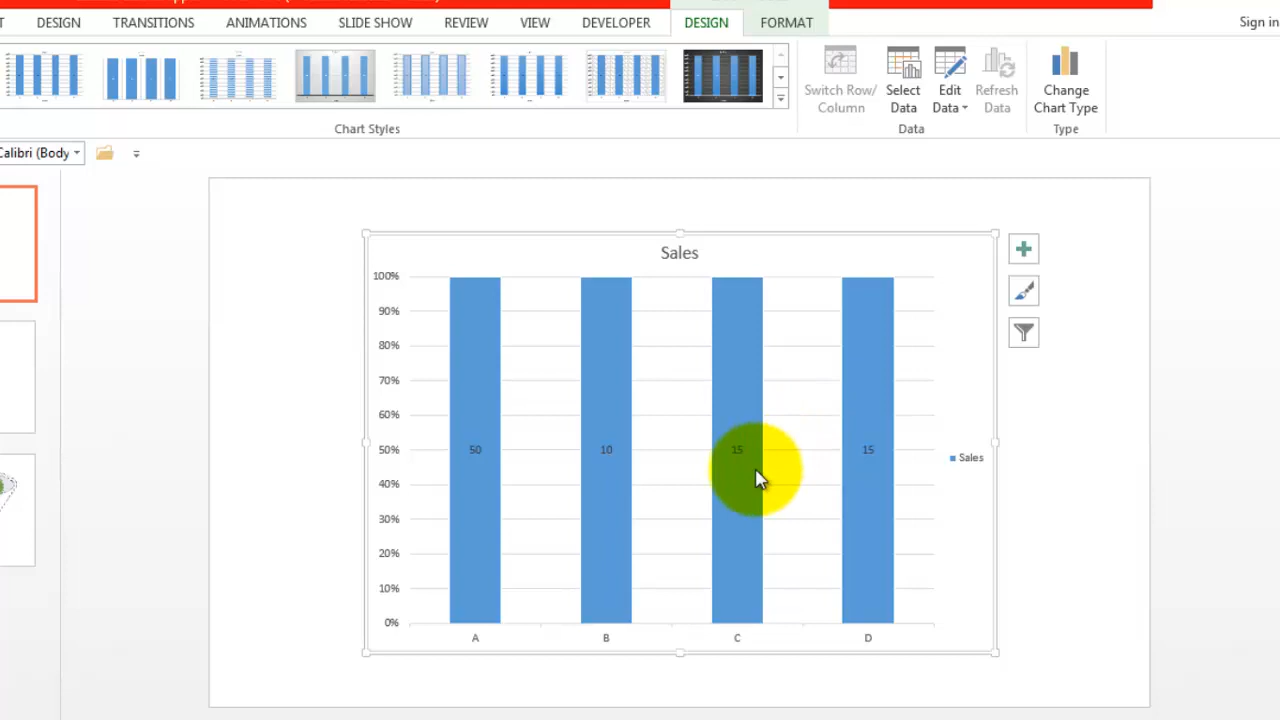 DESIGN TRANSITIONS ANIMATIONS SLIDE SHOW REVIEW VIEW DEVELOPER DESIGN FORMAT Sign in
Switch Row/
Column
Select
Data
Edit
Data
Refresh
Data
Change
Chart Type
Chart Styles
Data
Type
Calibri (Body
Sales
100%
90%
80%
70%
60%
50%
40%
30%
20%
10%
0%
50 10 15 15
Sales
A B C D